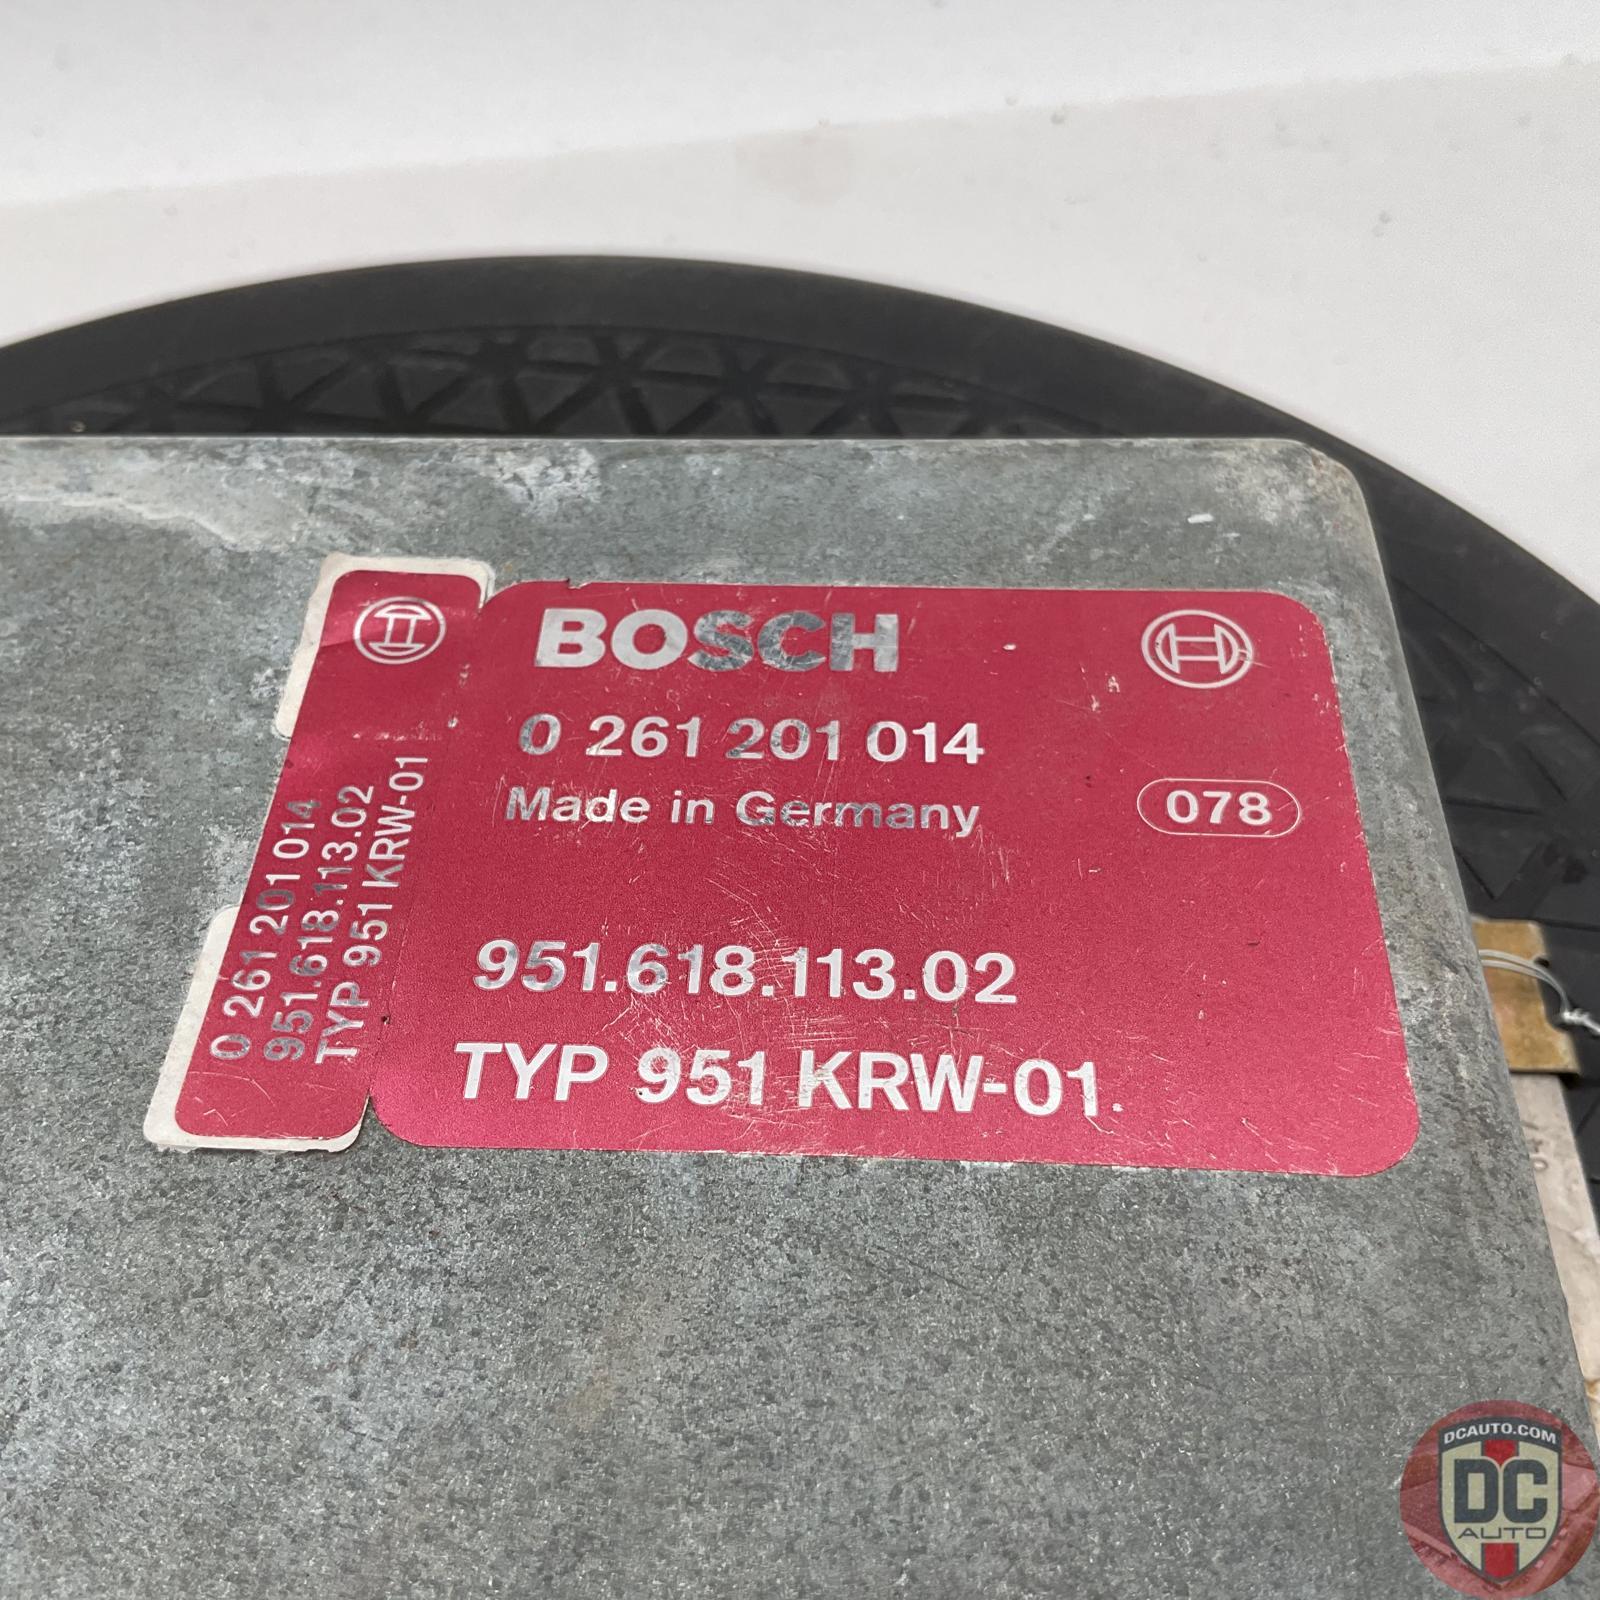 BOSCH
0 261 201 014
Made in Germany
078
951.618.113.02
TYP 951 KRW-01
0 261 201 014
951.618.113.02
TYP 951 KRW-01
DCAUTO.COM
DC
AUTO